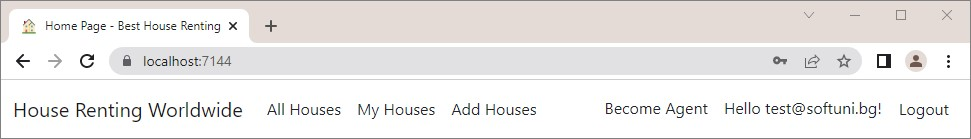 Home Page - Best House Renting
localhost:7144
House Renting Worldwide All Houses My Houses Add Houses Become Agent Hello test@softuni.bg! Logout